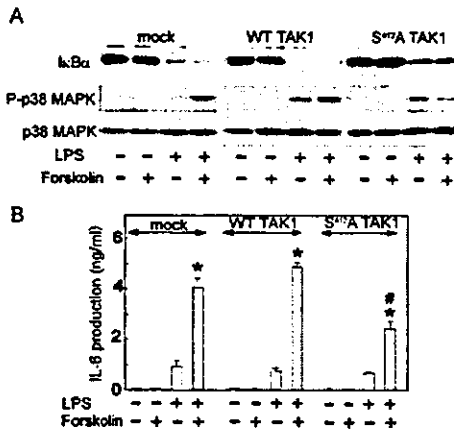 A
mock WT TAK1 S⁴¹²A TAK1
IκBα
P-p38 MAPK
p38 MAPK
LPS - - + + - - + + - - + +
Forskolin - + - + - + - + - + - +
B
mock WT TAK1 S⁴¹²A TAK1
IL-6 production (ng/ml)
6
4
2
0
* * # *
LPS - - + + - - + + - - + +
Forskolin - + - + - + - + - + - +